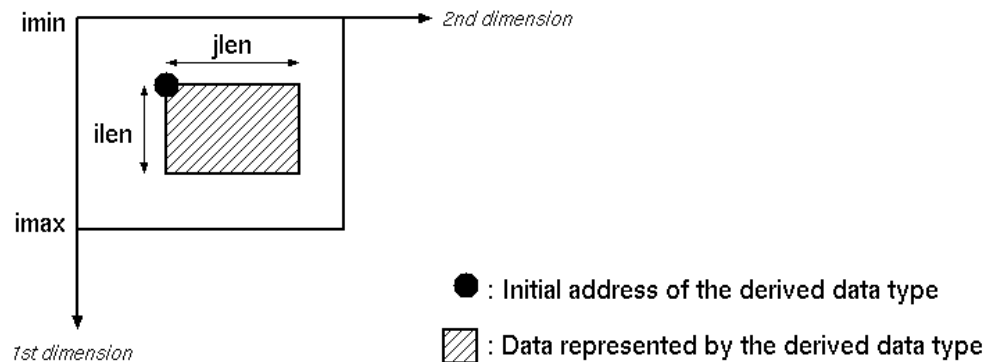 imin
2nd dimension
jlen
ilen
imax
: Initial address of the derived data type
1st dimension
: Data represented by the derived data type